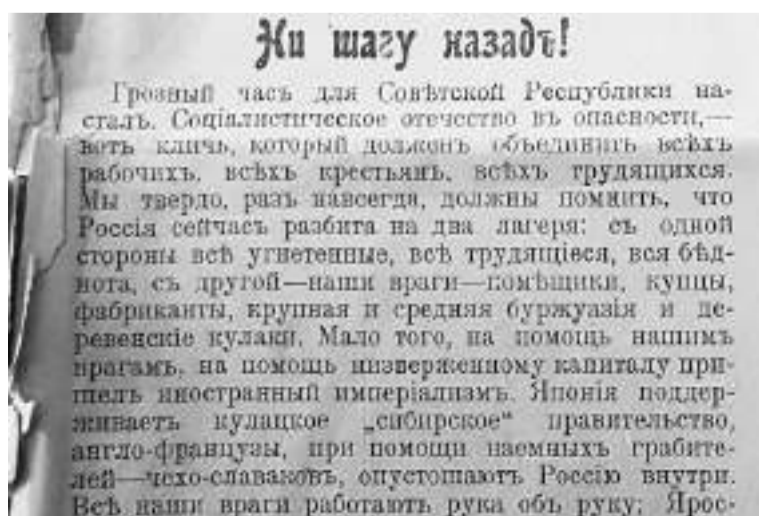 Ни шагу назадъ!
Грозный часъ для Совѣтской Республики на-
сталъ. Соціалистическое отечество въ опасности,—
вотъ кличъ, который долженъ объединить всѣхъ
рабочихъ, всѣхъ крестьянъ, всѣхъ трудящихся.
Мы твердо, разъ навсегда, должны помнить, что
Россія сейчасъ разбита на два лагеря: съ одной
стороны всѣ угнетенные, всѣ трудящіеся, вся бѣд-
нота, съ другой—наши враги—помѣщики, купцы,
фабриканты, крупная и средняя буржуазія и де-
ревенскіе кулаки. Мало того, на помощь нашимъ
врагамъ, на помощь низверженному капиталу при-
шелъ иностранный имперіализмъ. Японія поддер-
живаетъ кулацкое „сибирское“ правительство,
англо-французы, при помощи наемныхъ грабите-
лей—чехо-славаковъ, опустошаютъ Россію внутри.
Всѣ наши враги работаютъ рука объ руку; Ярос-